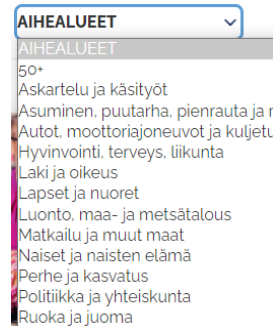 AIHEALUEET
AIHEALUEET
50+
Askartelu ja käsityöt
Asuminen, puutarha, pienrauta ja
Autot, moottoriajoneuvot ja kuljetu
Hyvinvointi, terveys, liikunta
Laki ja oikeus
Lapset ja nuoret
Luonto, maa- ja metsätalous
Matkailu ja muut maat
Naiset ja naisten elämä
Perhe ja kasvatus
Politiikka ja yhteiskunta
Ruoka ja juoma